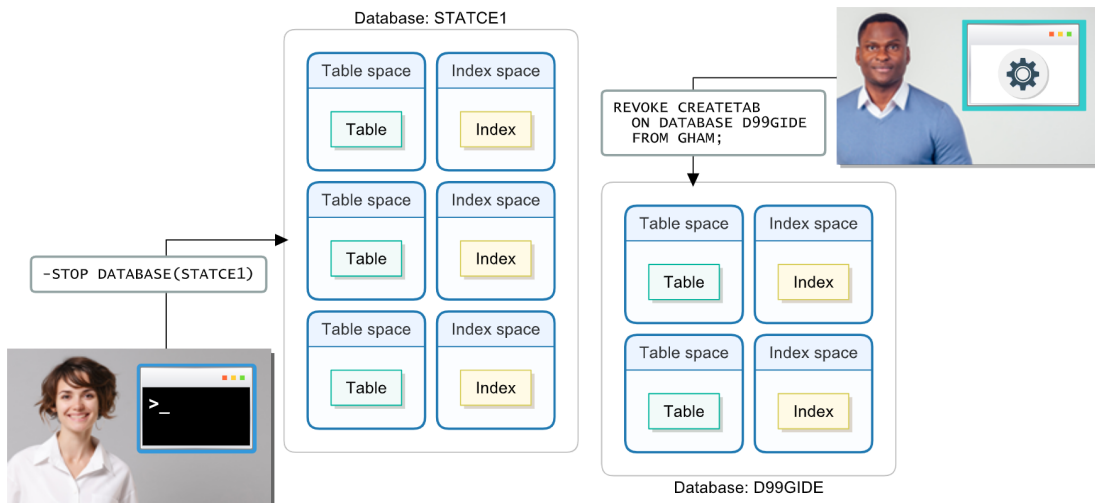 Database: STATCE1
Table space
Index space
Table
Index
Table space
Index space
Table
Index
Table space
Index space
Table
Index
-STOP DATABASE(STATCE1)
>_
REVOKE CREATETAB
ON DATABASE D99GIDE
FROM GHAM;
Table space
Index space
Table
Index
Table space
Index space
Table
Index
Database: D99GIDE